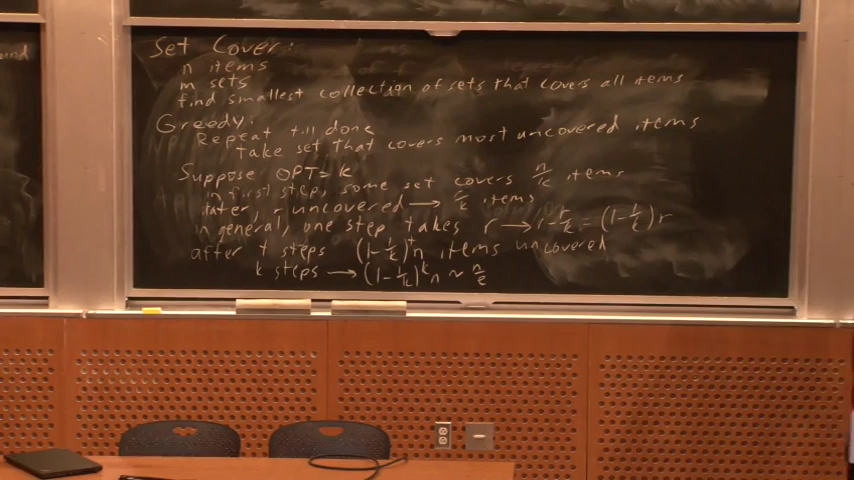 und
Set Cover:
n items
m sets
find smallest collection of sets that covers all items
Greedy:
Repeat till done
take set that covers most uncovered items
Suppose OPT = k
in first step, some set covers n/k items
later, r uncovered → r/k items
in general, one step takes r → r - r/k = (1 - 1/k) r
after t steps (1 - 1/k)^t n items uncovered
k steps → (1 - 1/k)^k n ~ n/e